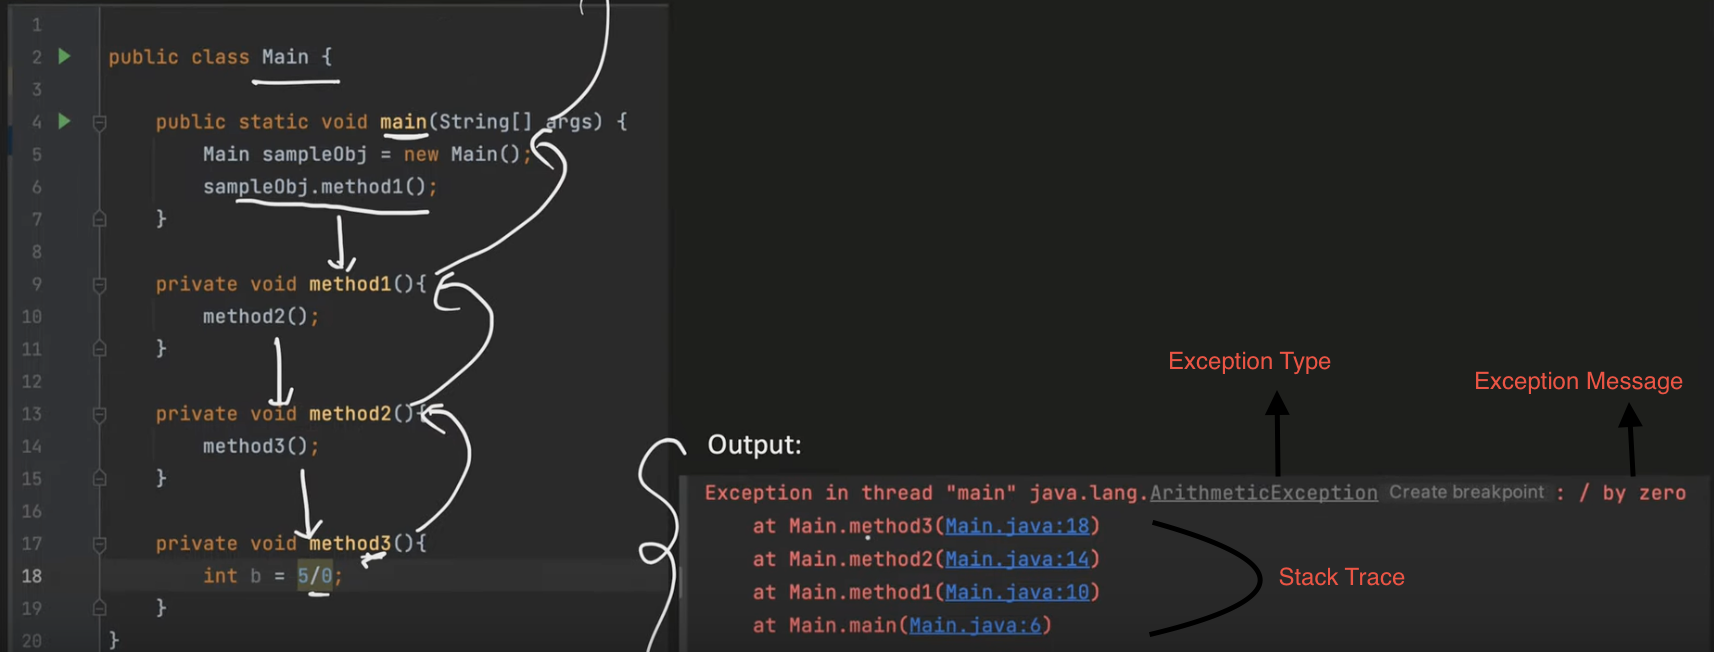 1
2 public class Main {
3
4 public static void main(String[] args) {
5 Main sampleObj = new Main();
6 sampleObj.method1();
7 }
8
9 private void method1(){
10 method2();
11 }
12
13 private void method2(){
14 method3();
15 }
16
17 private void method3(){
18 int b = 5/0;
19 }
20 }
Exception Type
Exception Message
Output:
Exception in thread "main" java.lang.ArithmeticException Create breakpoint : / by zero
at Main.method3(Main.java:18)
at Main.method2(Main.java:14)
at Main.method1(Main.java:10)
at Main.main(Main.java:6)
Stack Trace